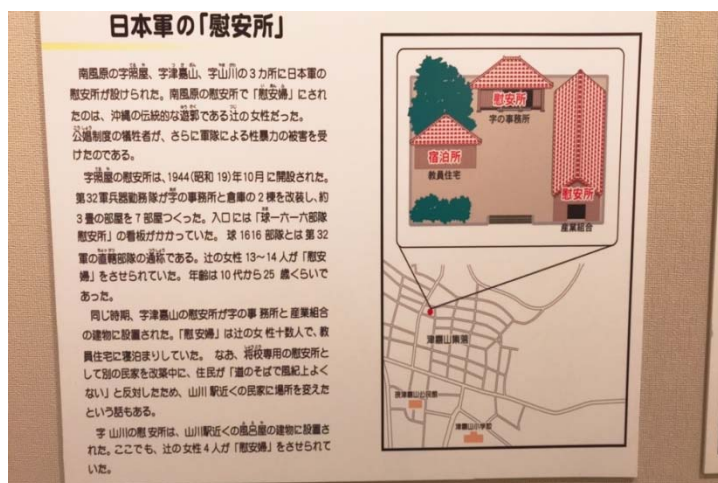 日本軍の「慰安所」
南風原の字照屋、字津嘉山、字山川の3カ所に日本軍の
慰安所が設けられた。南風原の慰安所で「慰安婦」にされ
たのは、沖縄の伝統的な遊郭である辻の女性だった。
公娼制度の犠牲者が、さらに軍隊による性暴力の被害を受
けたのである。
字照屋の慰安所は、1944(昭和19)年10月に開設された。
第32軍兵器勤務隊が字の事務所と倉庫の2棟を改装し、約
3畳の部屋を7部屋つくった。入口には「球一六一六部隊
慰安所」の看板がかかっていた。球1616部隊とは第32
軍の直轄部隊の通称である。辻の女性13~14人が「慰安
婦」をさせられていた。年齢は10代から25歳くらいで
あった。
同じ時期、字津嘉山の慰安所が字の事務所と産業組合
の建物に設置された。「慰安婦」は辻の女性十数人で、教
員住宅に寝泊まりしていた。なお、将校専用の慰安所と
して別の民家を改築中に、住民が「道のそばで風紀上よく
ない」と反対したため、山川駅近くの民家に場所を変えた
という話もある。
字山川の慰安所は、山川駅近くの風呂屋の建物に設置さ
れた。ここでも、辻の女性4人が「慰安婦」をさせられて
いた。
慰安所
字の事務所
宿泊所
教員住宅
慰安所
産業組合
津嘉山集落
津嘉山公民館
津嘉山小学校